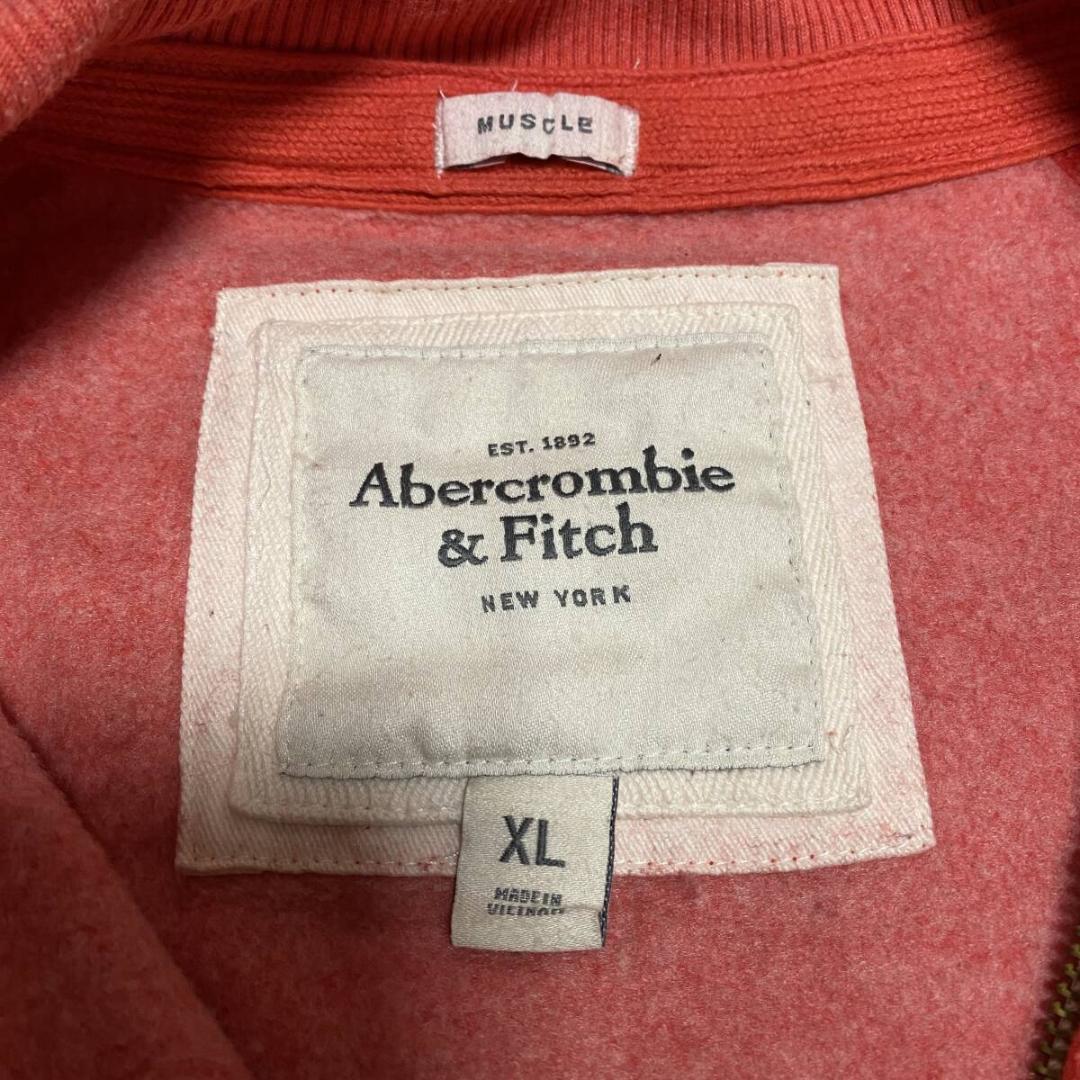 MUSCLE
EST. 1892
Abercrombie
& Fitch
NEW YORK
XL
MADE IN
VIETNAM